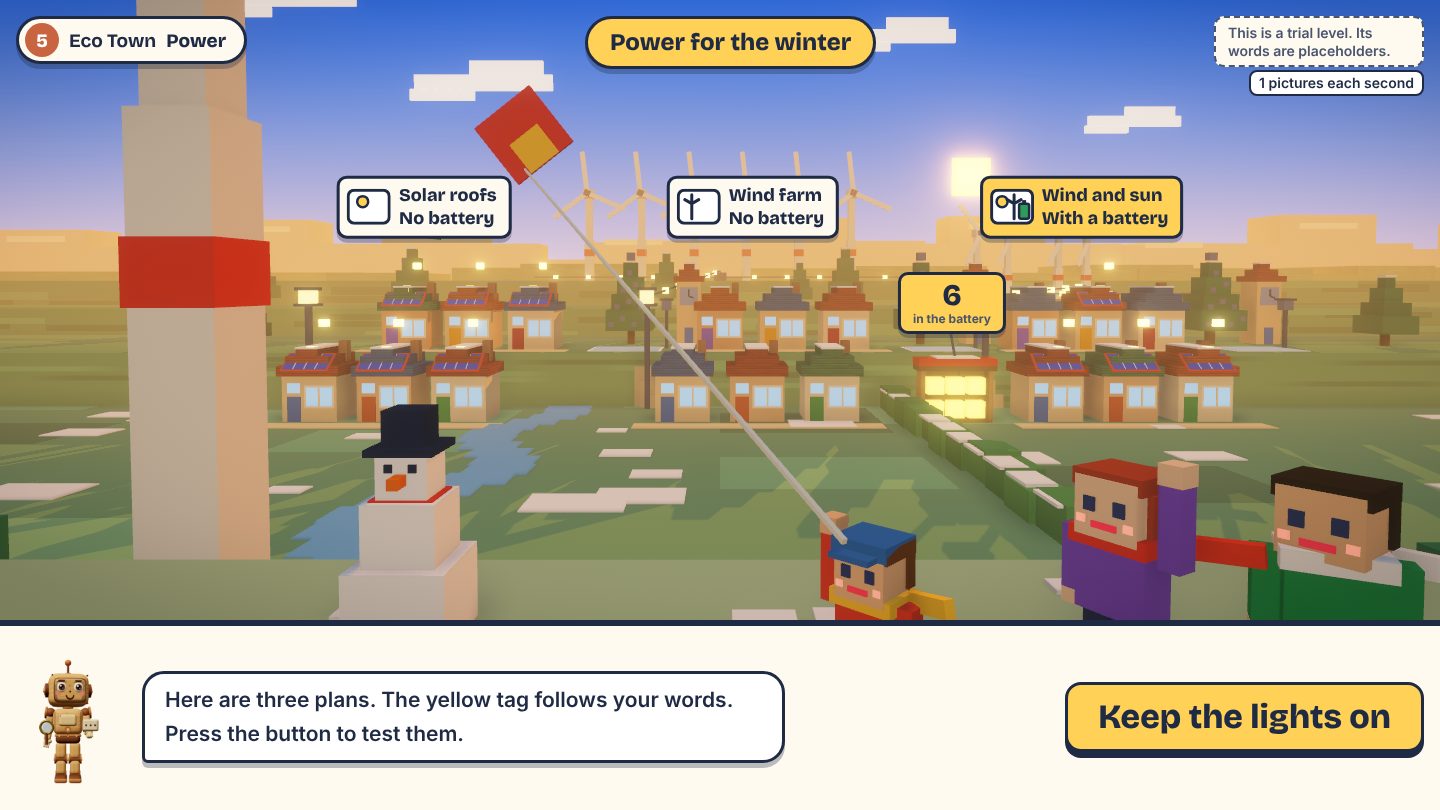 5 Eco Town Power
Power for the winter
This is a trial level. Its
words are placeholders.
1 pictures each second
Solar roofs
No battery
Wind farm
No battery
Wind and sun
With a battery
6
in the battery
Here are three plans. The yellow tag follows your words.
Press the button to test them.
Keep the lights on